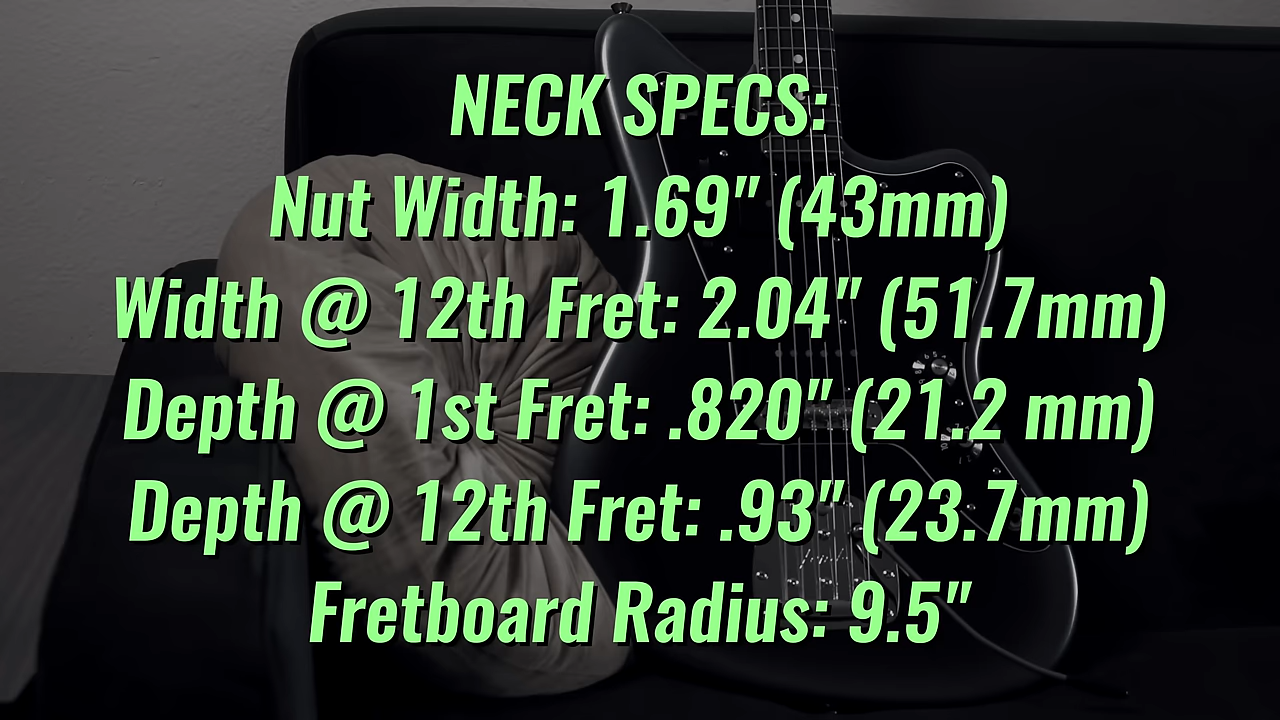 NECK SPECS:
Nut Width: 1.69" (43mm)
Width @ 12th Fret: 2.04" (51.7mm)
Depth @ 1st Fret: .820" (21.2 mm)
Depth @ 12th Fret: .93" (23.7mm)
Fretboard Radius: 9.5"